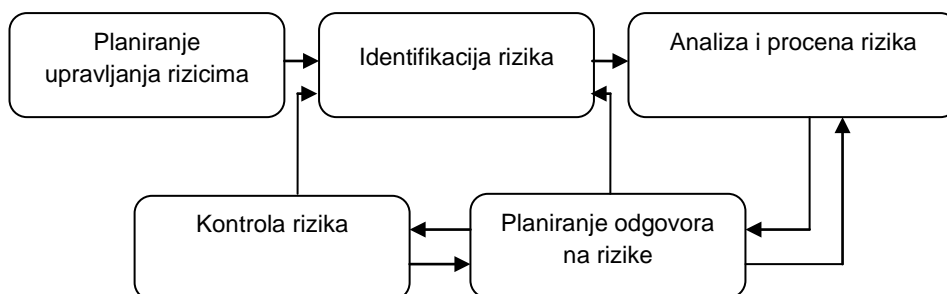 Planiranje
upravljanja rizicima
Identifikacija rizika
Analiza i procena rizika
Kontrola rizika
Planiranje odgovora
na rizike